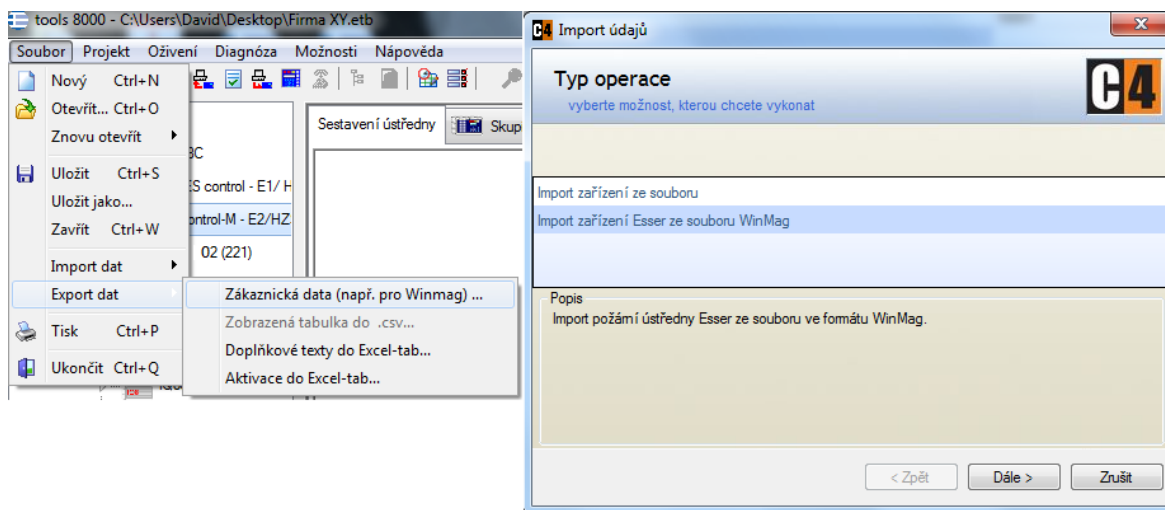 tools 8000 - C:\Users\David\Desktop\Firma XY.etb
Soubor Projekt Oživení Diagnóza Možnosti Nápověda
Nový Ctrl+N
Otevřít... Ctrl+O
Znovu otevřít
Uložit Ctrl+S
Uložit jako...
Zavřít Ctrl+W
Import dat
Export dat
Tisk Ctrl+P
Ukončit Ctrl+Q
Zákaznická data (např. pro Winmag) ...
Zobrazená tabulka do .csv...
Doplňkové texty do Excel-tab...
Aktivace do Excel-tab...
ES control - E1/ H
control-M - E2/HZ
02 (221)
Sestavení ústředny
Skup
C4 Import údajů
Typ operace
vyberte možnost, kterou chcete vykonat
C4
Import zařízení ze souboru
Import zařízení Esser ze souboru WinMag
Popis
Import požární ústředny Esser ze souboru ve formátu WinMag.
< Zpět Dále > Zrušit